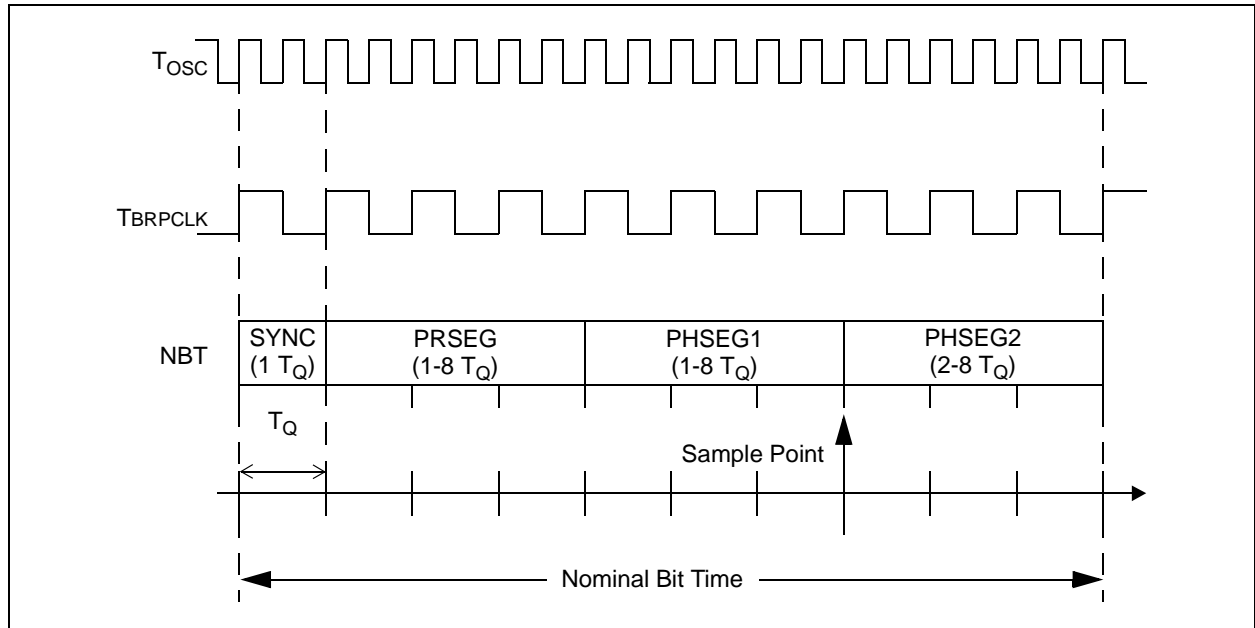 TOSC
TBRPCLK
NBT
SYNC
(1 TQ)
PRSEG
(1-8 TQ)
PHSEG1
(1-8 TQ)
PHSEG2
(2-8 TQ)
TQ
Sample Point
Nominal Bit Time